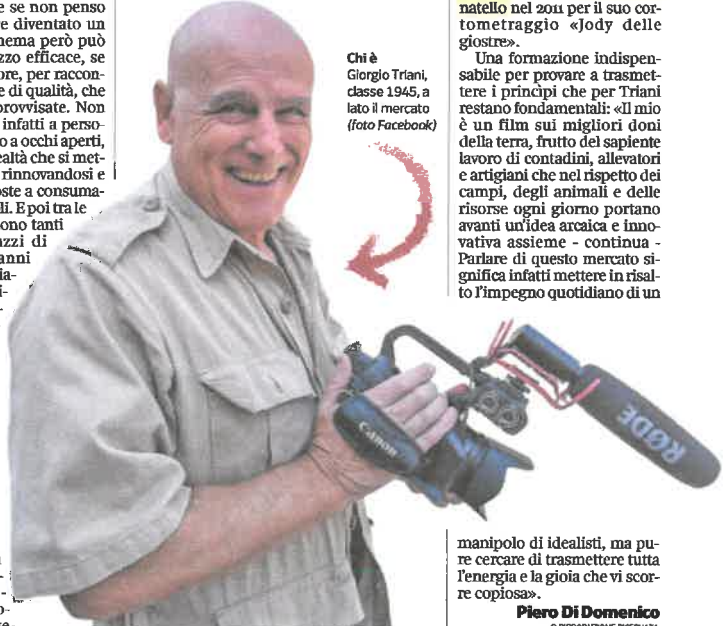 e se non penso
e diventato un
nema però può
zzo efficace, se
ore, per raccon-
e di qualità, che
provvisate. Non
infatti a perso-
o a occhi aperti,
ealtà che si met-
rinnovandosi e
oste a consuma-
li. E poi tra le
ono tanti
azzi di
anni
ia-
i-
Chi è
Giorgio Triani,
classe 1945, a
lato il mercato
(foto Facebook)
natello nel 2011 per il suo cor-
tometraggio «Jody delle
giostre».
Una formazione indispen-
sabile per provare a trasmet-
tere i princìpi che per Triani
restano fondamentali: «Il mio
è un film sui migliori doni
della terra, frutto del sapiente
lavoro di contadini, allevatori
e artigiani che nel rispetto dei
campi, degli animali e delle
risorse ogni giorno portano
avanti un'idea arcaica e inno-
vativa assieme - continua -
Parlare di questo mercato si-
gnifica infatti mettere in risal-
to l'impegno quotidiano di un
manipolo di idealisti, ma pu-
re cercare di trasmettere tutta
l'energia e la gioia che vi scor-
re copiosa».
Piero Di Domenico
Canon
RØDE